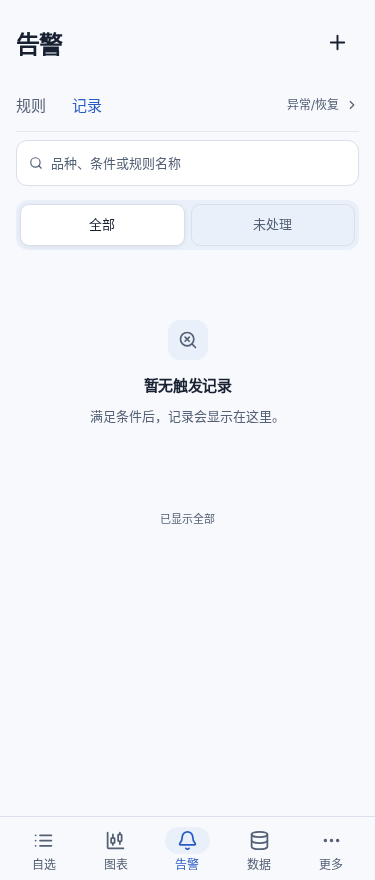 告警
规则
记录
异常/恢复
品种、条件或规则名称
全部
未处理
暂无触发记录
满足条件后，记录会显示在这里。
已显示全部
自选
图表
告警
数据
更多